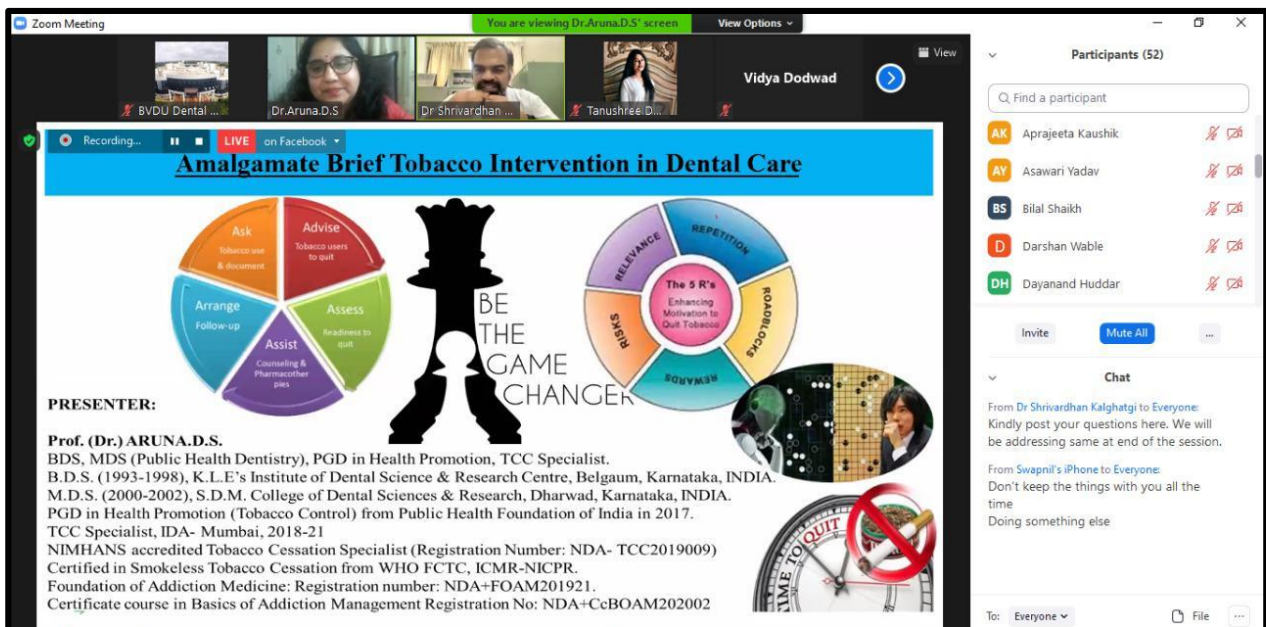 Zoom Meeting
You are viewing Dr.Aruna.D.S' screen
View Options
View
BVDU Dental ...
Dr.Aruna.D.S
Dr Shrivardhan ...
Tanushree D...
Vidya Dodwad
Recording...
LIVE on Facebook
Amalgamate Brief Tobacco Intervention in Dental Care
Ask
Tobacco use
& document
Advise
Tobacco users
to quit
Assess
Readiness to
quit
Assist
Counseling &
Pharmacother
pies
Arrange
Follow-up
BE
THE
GAME
CHANGER
RELEVANCE
REPETITION
ROADBLOCKS
REWARDS
RISKS
The 5 R's
Enhancing
Motivation to
Quit Tobacco
TIME TO QUIT
PRESENTER:
Prof. (Dr.) ARUNA.D.S.
BDS, MDS (Public Health Dentistry), PGD in Health Promotion, TCC Specialist.
B.D.S. (1993-1998), K.L.E's Institute of Dental Science & Research Centre, Belgaum, Karnataka, INDIA.
M.D.S. (2000-2002), S.D.M. College of Dental Sciences & Research, Dharwad, Karnataka, INDIA.
PGD in Health Promotion (Tobacco Control) from Public Health Foundation of India in 2017.
TCC Specialist, IDA- Mumbai, 2018-21
NIMHANS accredited Tobacco Cessation Specialist (Registration Number: NDA- TCC2019009)
Certified in Smokeless Tobacco Cessation from WHO FCTC, ICMR-NICPR.
Foundation of Addiction Medicine: Registration number: NDA+FOAM201921.
Certificate course in Basics of Addiction Management Registration No: NDA+CcBOAM202002
Participants (52)
Find a participant
AK Aprajeeta Kaushik
AY Asawari Yadav
BS Bilal Shaikh
D Darshan Wable
DH Dayanand Huddar
Invite
Mute All
...
Chat
From Dr Shrivardhan Kalghatgi to Everyone:
Kindly post your questions here. We will
be addressing same at end of the session.
From Swapnil's iPhone to Everyone:
Don't keep the things with you all the
time
Doing something else
To: Everyone
File
...